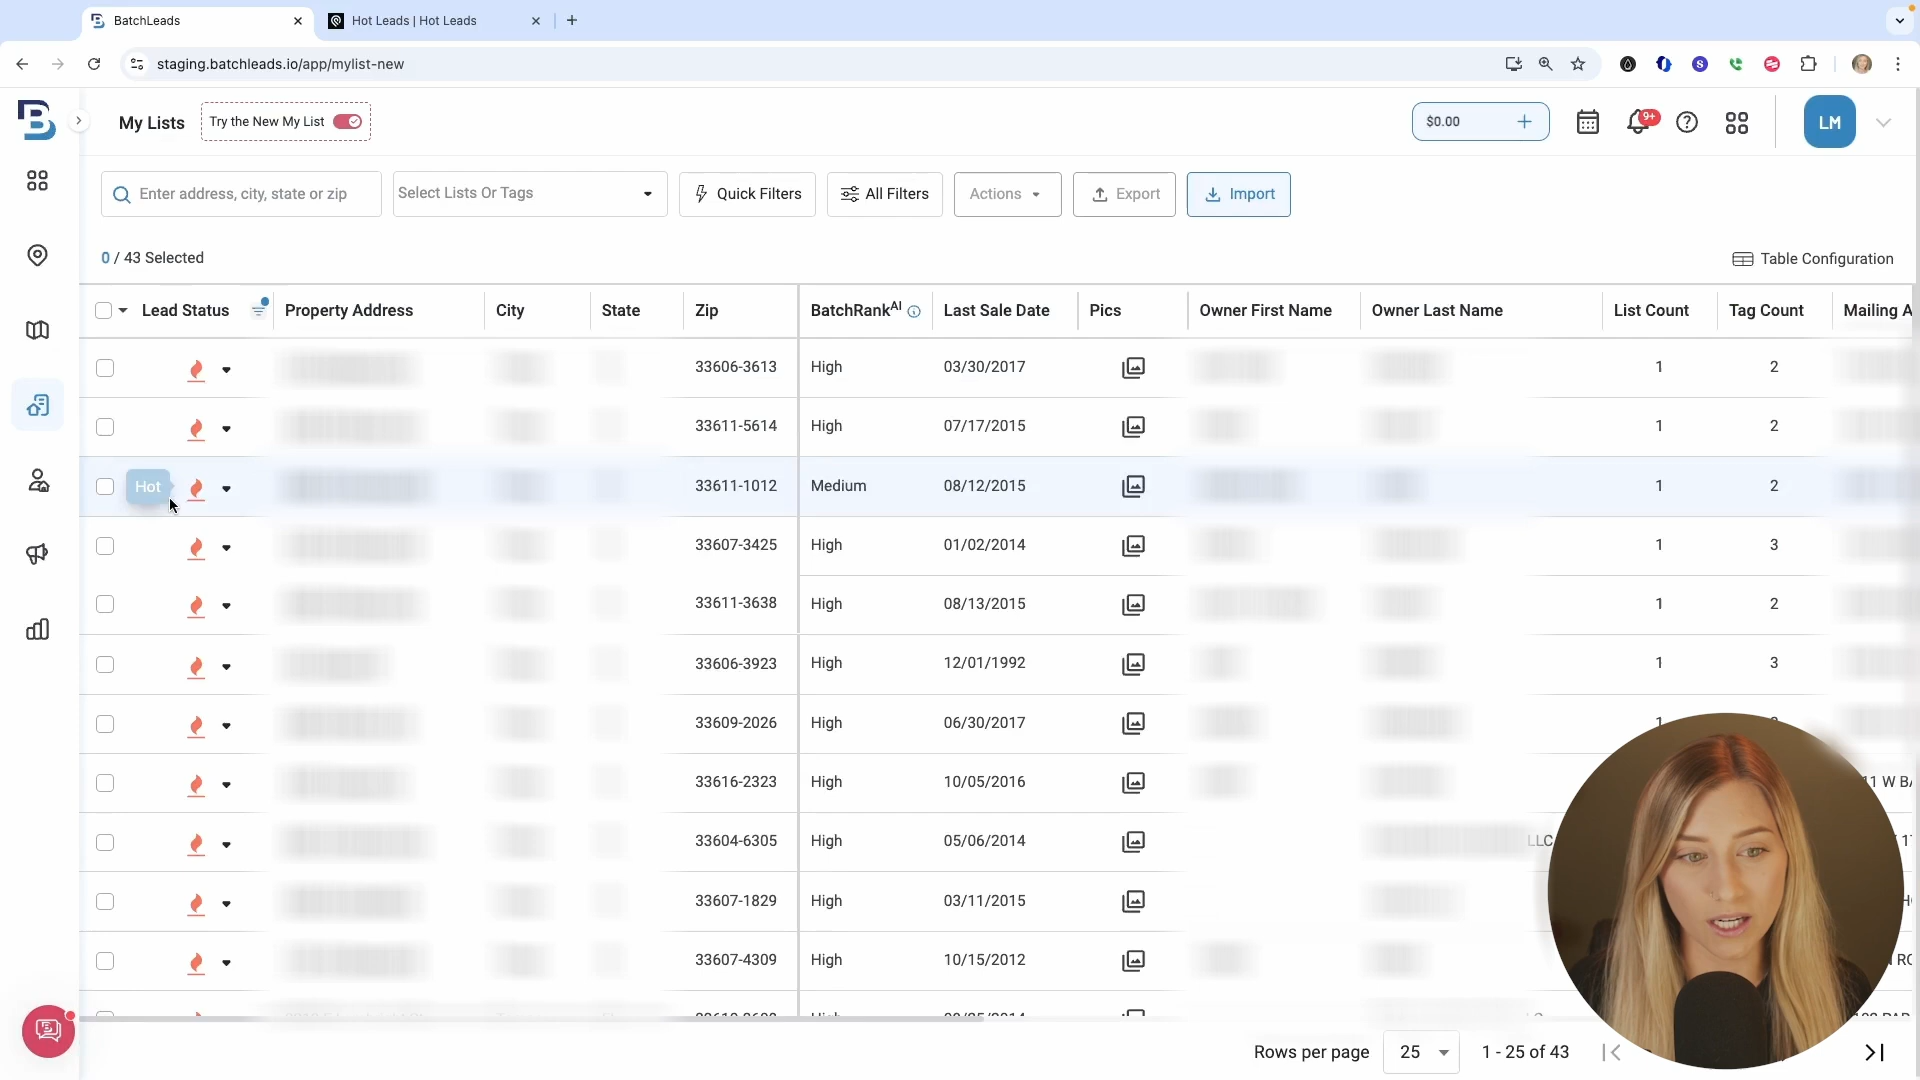 BatchLeads
Hot Leads | Hot Leads
staging.batchleads.io/app/mylist-new
My Lists
Try the New My List
$0.00
9+
LM
Enter address, city, state or zip
Select Lists Or Tags
Quick Filters
All Filters
Actions
Export
Import
0 / 43 Selected
Table Configuration
Lead Status Property Address City State Zip BatchRankAI Last Sale Date Pics Owner First Name Owner Last Name List Count Tag Count Mailing A
33606-3613 High 03/30/2017 1 2
33611-5614 High 07/17/2015 1 2
Hot 33611-1012 Medium 08/12/2015 1 2
33607-3425 High 01/02/2014 1 3
33611-3638 High 08/13/2015 1 2
33606-3923 High 12/01/1992 1 3
33609-2026 High 06/30/2017 1
33616-2323 High 10/05/2016 11 W BA
33604-6305 High 05/06/2014 LLC
33607-1829 High 03/11/2015
33607-4309 High 10/15/2012
Rows per page 25 1 - 25 of 43